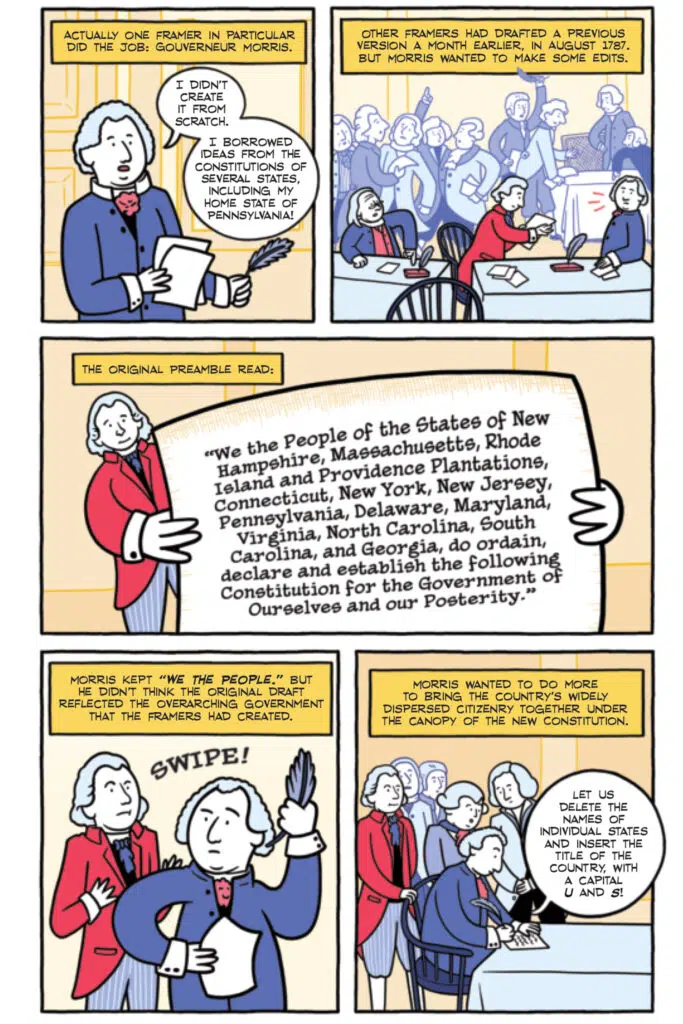 ACTUALLY ONE FRAMER IN PARTICULAR
DID THE JOB: GOUVERNEUR MORRIS.
I DIDN'T
CREATE
IT FROM
SCRATCH.
I BORROWED
IDEAS FROM THE
CONSTITUTIONS OF
SEVERAL STATES,
INCLUDING MY
HOME STATE OF
PENNSYLVANIA!
OTHER FRAMERS HAD DRAFTED A PREVIOUS
VERSION A MONTH EARLIER, IN AUGUST 1787.
BUT MORRIS WANTED TO MAKE SOME EDITS.
THE ORIGINAL PREAMBLE READ:
"We the People of the States of New
Hampshire, Massachusetts, Rhode
Island and Providence Plantations,
Connecticut, New York, New Jersey,
Pennsylvania, Delaware, Maryland,
Virginia, North Carolina, South
Carolina, and Georgia, do ordain,
declare and establish the following
Constitution for the Government of
Ourselves and our Posterity."
MORRIS KEPT "WE THE PEOPLE." BUT
HE DIDN'T THINK THE ORIGINAL DRAFT
REFLECTED THE OVERARCHING GOVERNMENT
THAT THE FRAMERS HAD CREATED.
SWIPE!
MORRIS WANTED TO DO MORE
TO BRING THE COUNTRY'S WIDELY
DISPERSED CITIZENRY TOGETHER UNDER
THE CANOPY OF THE NEW CONSTITUTION.
LET US
DELETE THE
NAMES OF
INDIVIDUAL STATES
AND INSERT THE
TITLE OF THE
COUNTRY, WITH
A CAPITAL
U AND S!